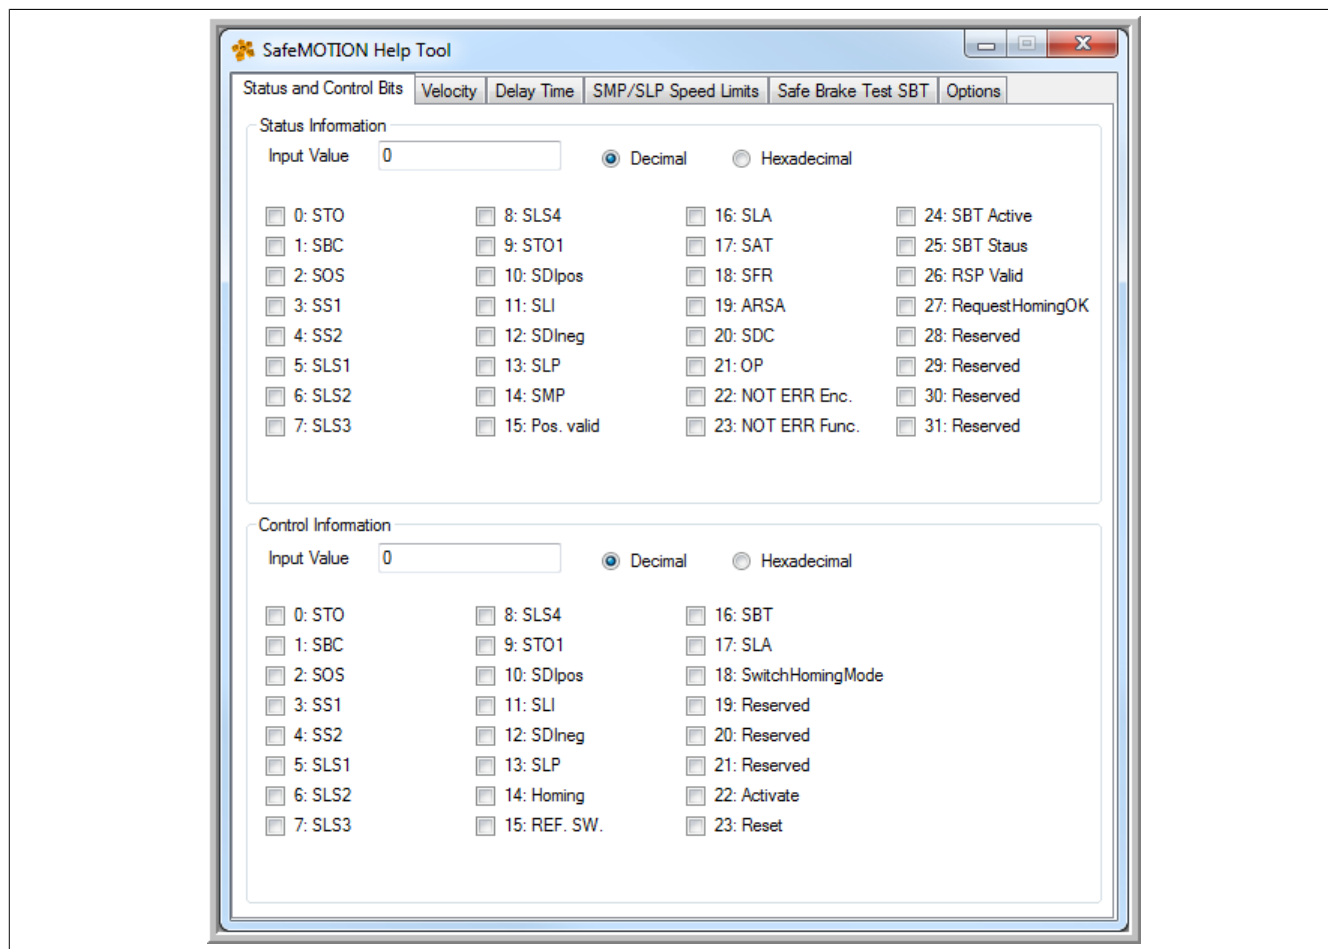 SafeMOTION Help Tool
Status and Control Bits Velocity Delay Time SMP/SLP Speed Limits Safe Brake Test SBT Options
Status Information
Input Value 0 Decimal Hexadecimal
0: STO 8: SLS4 16: SLA 24: SBT Active
1: SBC 9: STO1 17: SAT 25: SBT Staus
2: SOS 10: SDIpos 18: SFR 26: RSP Valid
3: SS1 11: SLI 19: ARSA 27: RequestHomingOK
4: SS2 12: SDIneg 20: SDC 28: Reserved
5: SLS1 13: SLP 21: OP 29: Reserved
6: SLS2 14: SMP 22: NOT ERR Enc. 30: Reserved
7: SLS3 15: Pos. valid 23: NOT ERR Func. 31: Reserved
Control Information
Input Value 0 Decimal Hexadecimal
0: STO 8: SLS4 16: SBT
1: SBC 9: STO1 17: SLA
2: SOS 10: SDIpos 18: SwitchHomingMode
3: SS1 11: SLI 19: Reserved
4: SS2 12: SDIneg 20: Reserved
5: SLS1 13: SLP 21: Reserved
6: SLS2 14: Homing 22: Activate
7: SLS3 15: REF. SW. 23: Reset